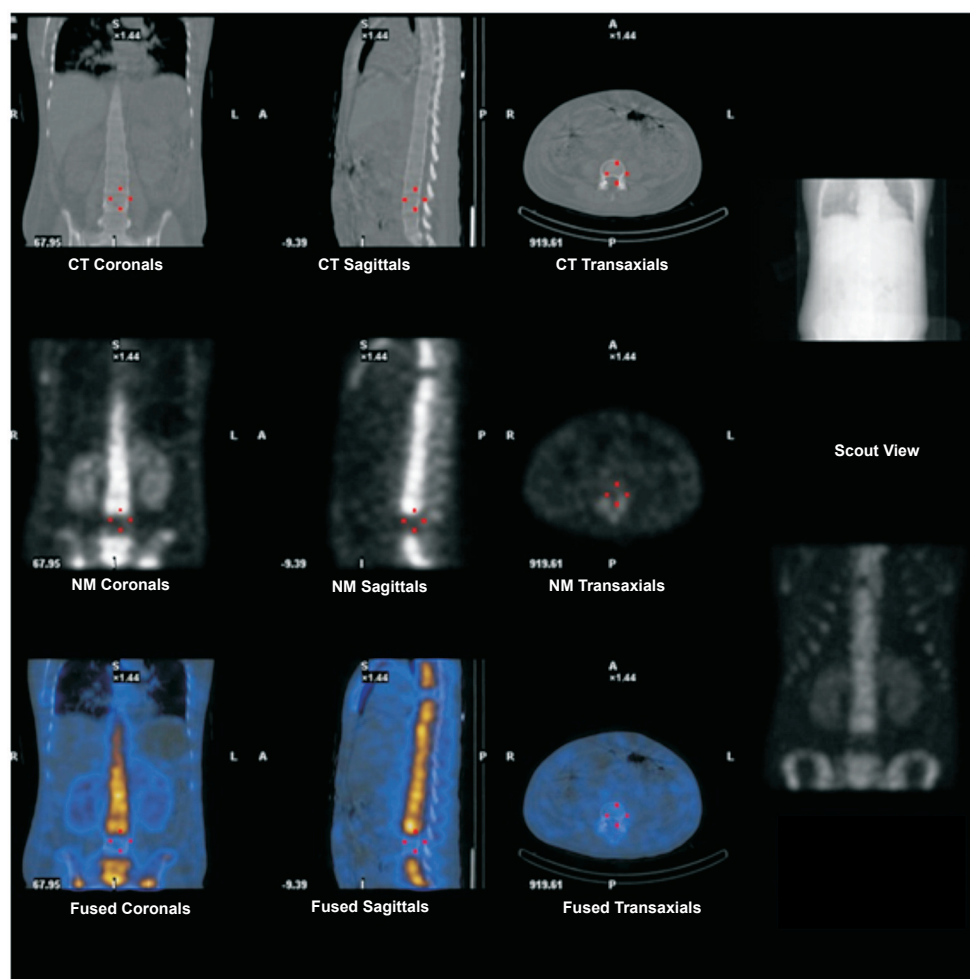 S
×1.44
S
×1.44
A
×1.44
R
L
A
P
R
L
67.95
I
-9.39
I
919.61
P
CT Coronals
CT Sagittals
CT Transaxials
S
×1.44
S
×1.44
A
×1.44
R
L
A
P
R
L
Scout View
67.95
I
-9.39
I
919.61
P
NM Coronals
NM Sagittals
NM Transaxials
S
×1.44
S
×1.44
A
×1.44
R
L
A
P
R
L
67.95
I
-9.39
I
919.61
P
Fused Coronals
Fused Sagittals
Fused Transaxials